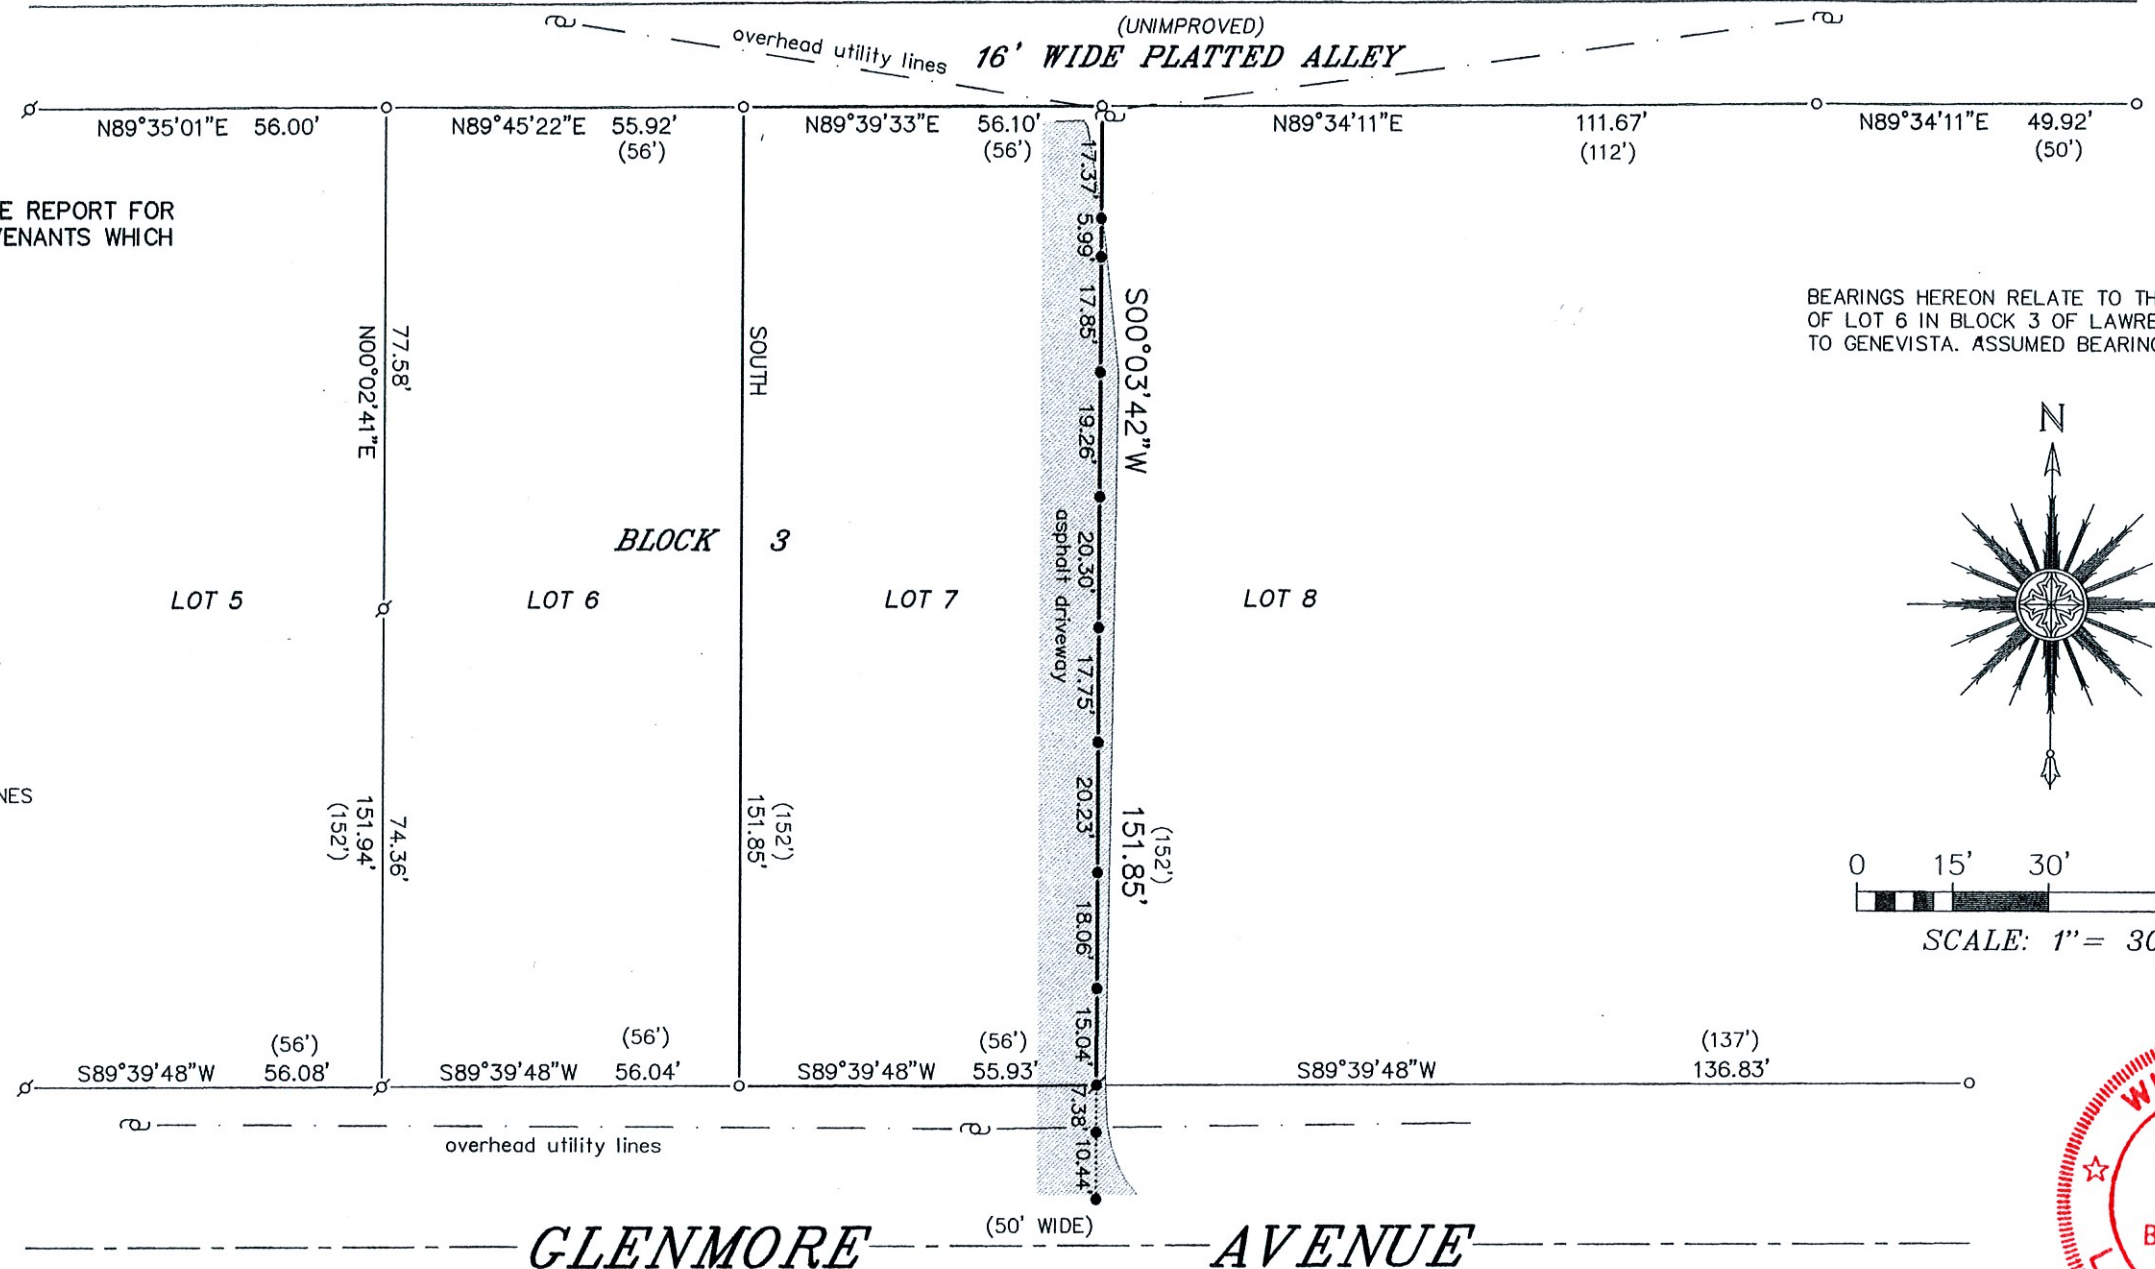 (UNIMPROVED)
overhead utility lines
16' WIDE PLATTED ALLEY
N89°35'01"E 56.00'
N89°45'22"E 55.92'
(56')
N89°39'33"E 56.10'
(56')
N89°34'11"E 111.67'
(112')
N89°34'11"E 49.92'
(50')
E REPORT FOR
VENANTS WHICH
77.58'
N00°02'41"E
SOUTH
17.37'
5.99'
17.85'
19.26'
20.30'
17.75'
20.23'
18.06'
15.04'
7.38'
10.44'
asphalt driveway
S00°03'42"W
BEARINGS HEREON RELATE TO TH
OF LOT 6 IN BLOCK 3 OF LAWRE
TO GENEVISTA. ASSUMED BEARING
N
BLOCK 3
LOT 5
LOT 6
LOT 7
LOT 8
NES
74.36'
151.94'
(152')
(152')
151.85'
(152')
151.85'
0 15' 30'
SCALE: 1"= 30
(56')
S89°39'48"W 56.08'
(56')
S89°39'48"W 56.04'
(56')
S89°39'48"W 55.93'
(137')
S89°39'48"W 136.83'
overhead utility lines
(50' WIDE)
GLENMORE AVENUE